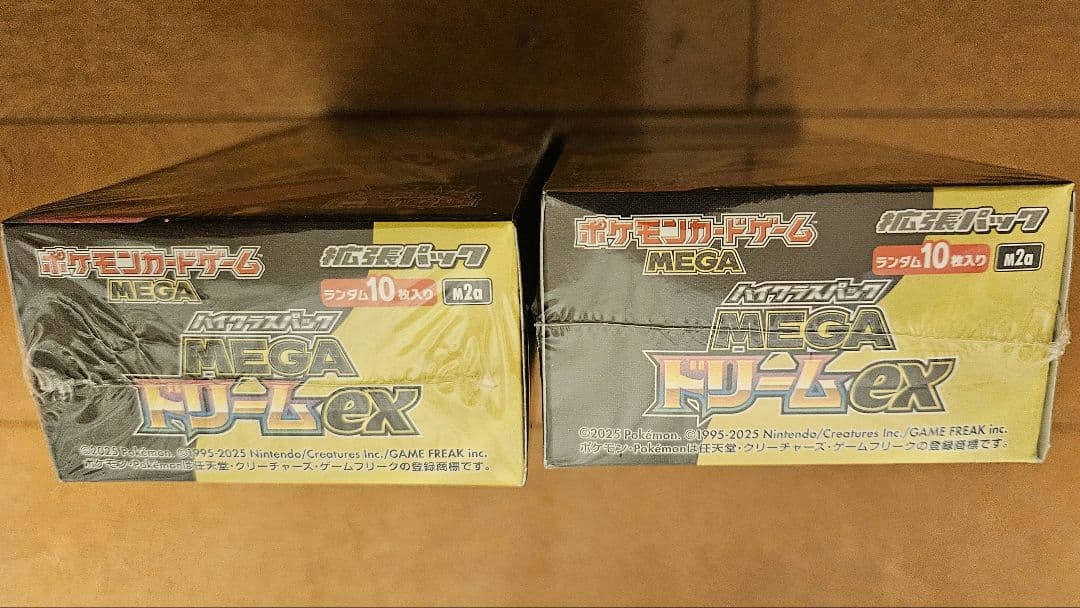 ポケモンカードゲーム
MEGA
拡張パック
ランダム10枚入り M2a
ハイクラスパック
MEGA
ドリームex
©2025 Pokémon. ©1995-2025 Nintendo/Creatures Inc./GAME FREAK inc.
ポケモン・Pokémonは任天堂・クリーチャーズ・ゲームフリークの登録商標です。
ポケモンカードゲーム
MEGA
拡張パック
ランダム10枚入り M2a
ハイクラスパック
MEGA
ドリームex
©2025 Pokémon. ©1995-2025 Nintendo/Creatures Inc./GAME FREAK inc.
ポケモン・Pokémonは任天堂・クリーチャーズ・ゲームフリークの登録商標です。